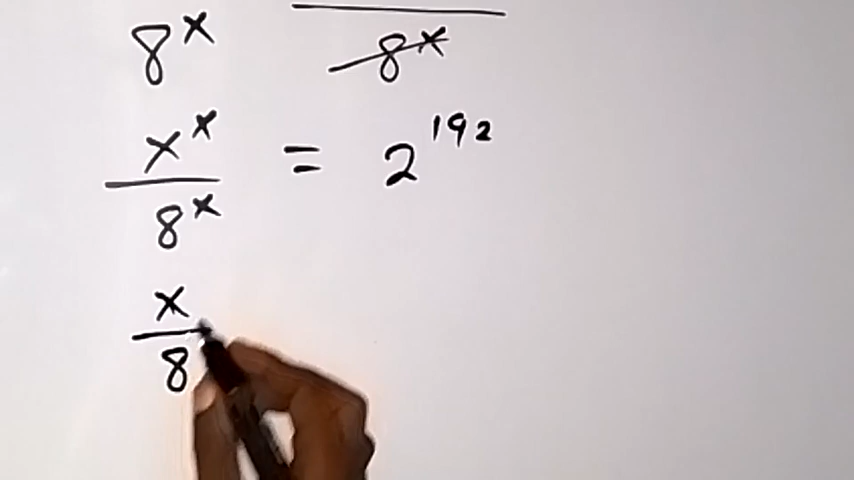 8^x / 8^x
x^x / 8^x = 2^192
x / 8